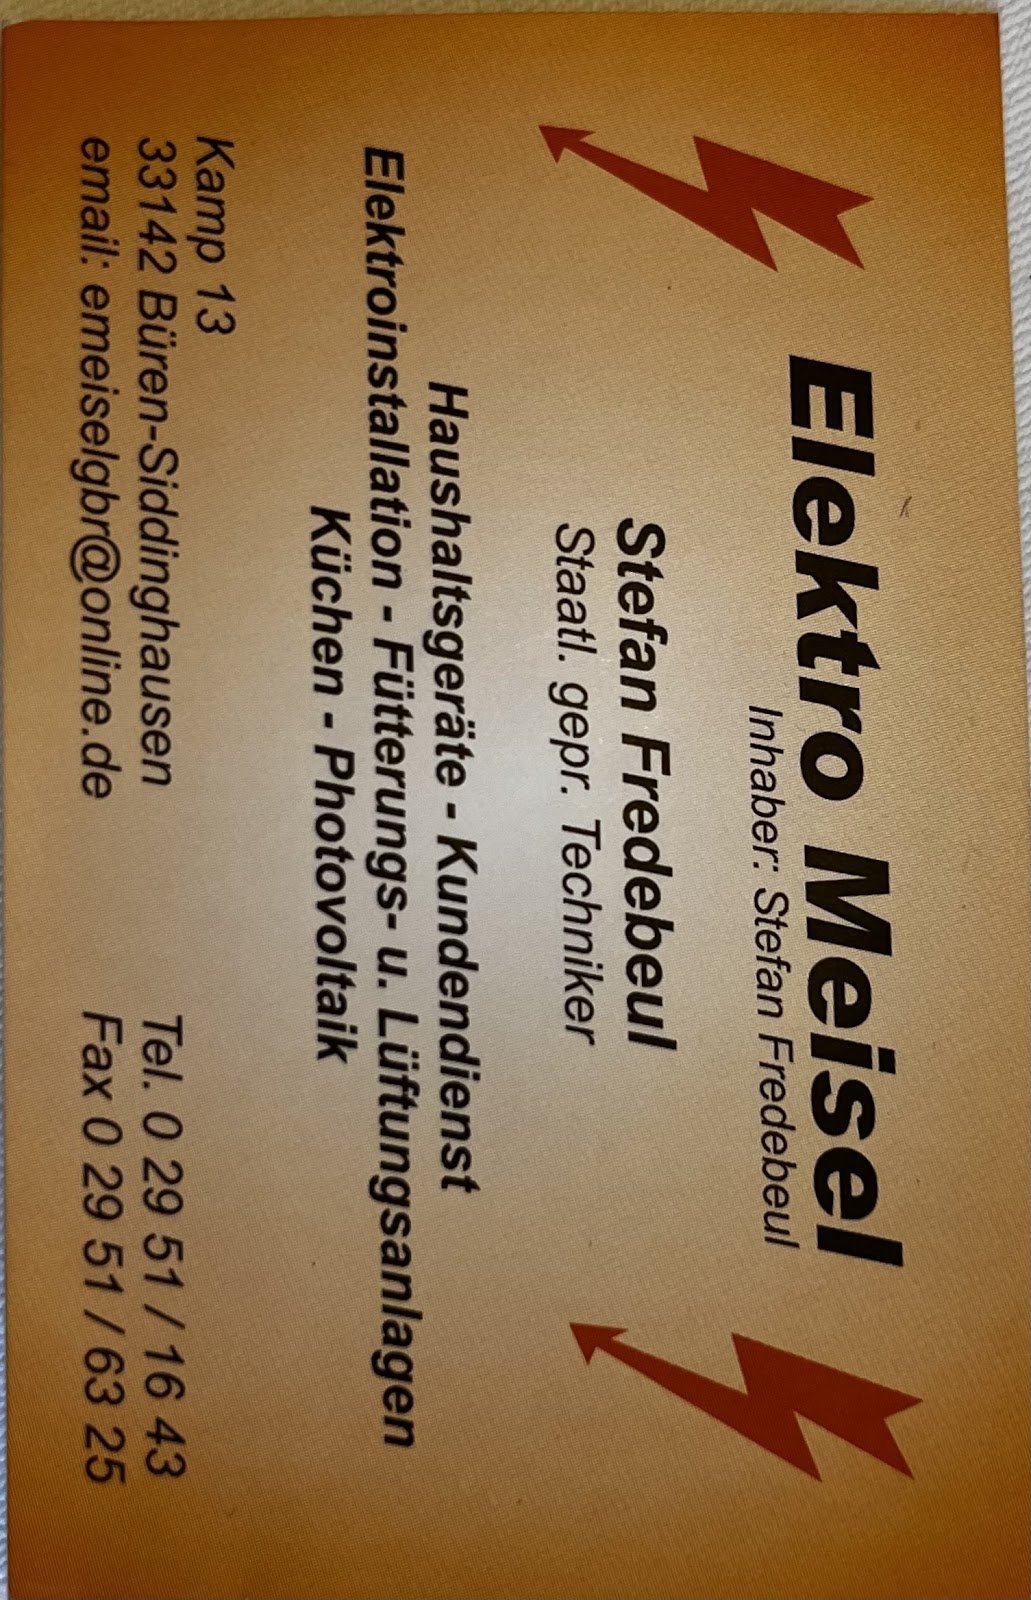 Elektro Meisel
Inhaber: Stefan Fredebeul
Stefan Fredebeul
Staatl. gepr. Techniker
Haushaltsgeräte - Kundendienst
Elektroinstallation - Fütterungs- u. Lüftungsanlagen
Küchen - Photovoltaik
Kamp 13
33142 Büren-Siddinghausen
email: emeiselgbr@online.de
Tel. 0 29 51 / 16 43
Fax 0 29 51 / 63 25